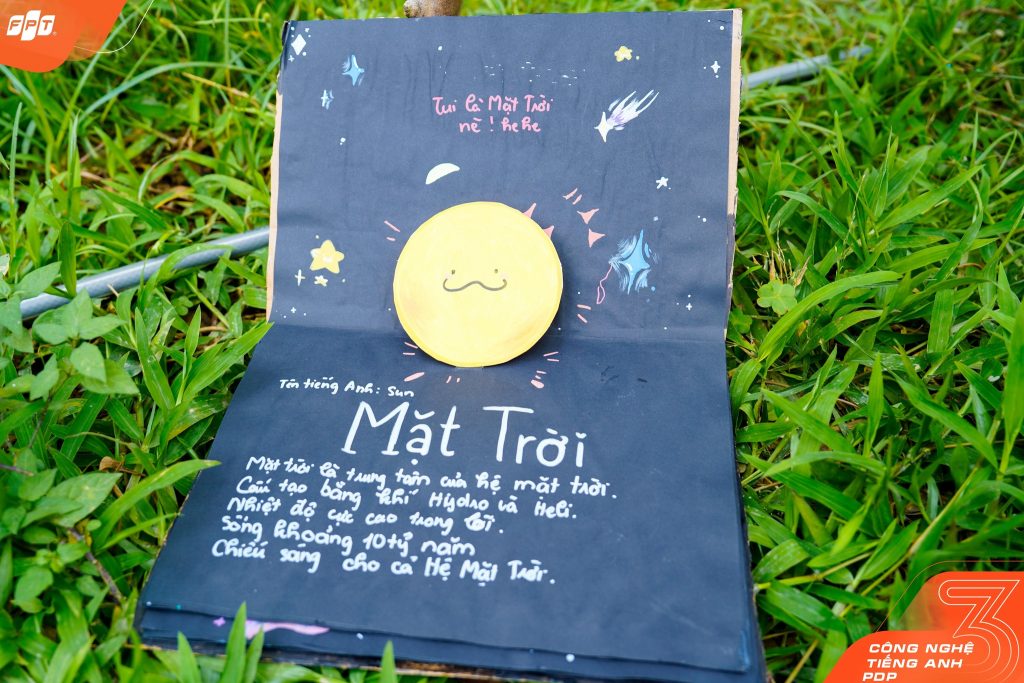 FPT
Tui là Mặt Trời
nè! hehe
Tên tiếng Anh: Sun
Mặt Trời
Mặt trời là trung tâm của hệ mặt trời.
Cấu tạo bằng khí Hydro và Heli.
Nhiệt độ cực cao trong lõi.
Sống khoảng 10 tỷ năm
Chiếu sáng cho cả Hệ Mặt Trời.
3
CÔNG NGHỆ
TIẾNG ANH
PDP